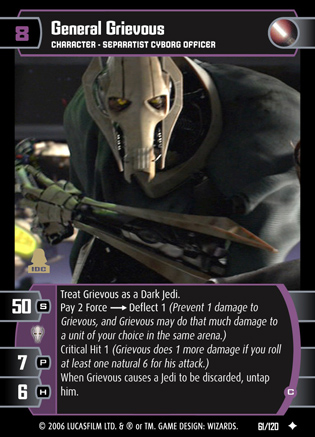 8
General Grievous
CHARACTER - SEPARATIST CYBORG OFFICER
IDC
50 S
7 P
6 H
Treat Grievous as a Dark Jedi.
Pay 2 Force → Deflect 1 (Prevent 1 damage to
Grievous, and Grievous may do that much damage to
a unit of your choice in the same arena.)
Critical Hit 1 (Grievous does 1 more damage if you roll
at least one natural 6 for his attack.)
When Grievous causes a Jedi to be discarded, untap
him.
C
© 2006 LUCASFILM LTD. & ® or TM. GAME DESIGN: WIZARDS.
61/120